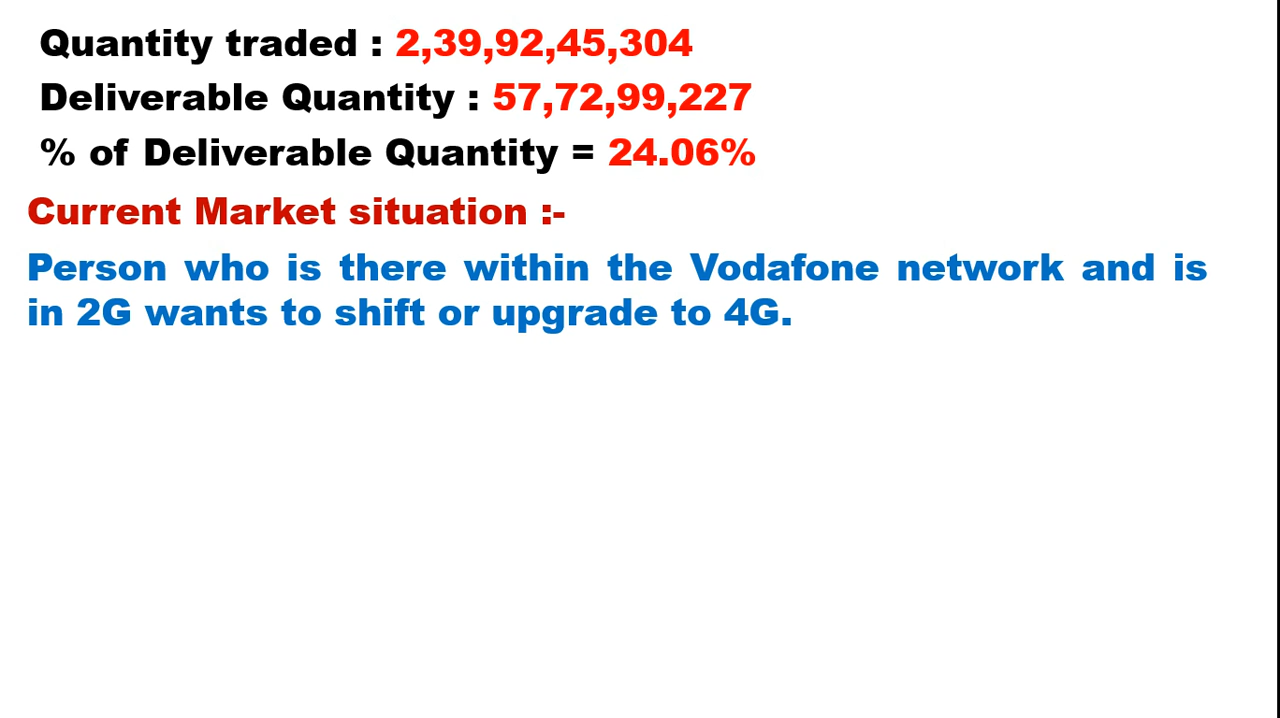 Quantity traded : 2,39,92,45,304
Deliverable Quantity : 57,72,99,227
% of Deliverable Quantity = 24.06%
Current Market situation :-
Person who is there within the Vodafone network and is
in 2G wants to shift or upgrade to 4G.